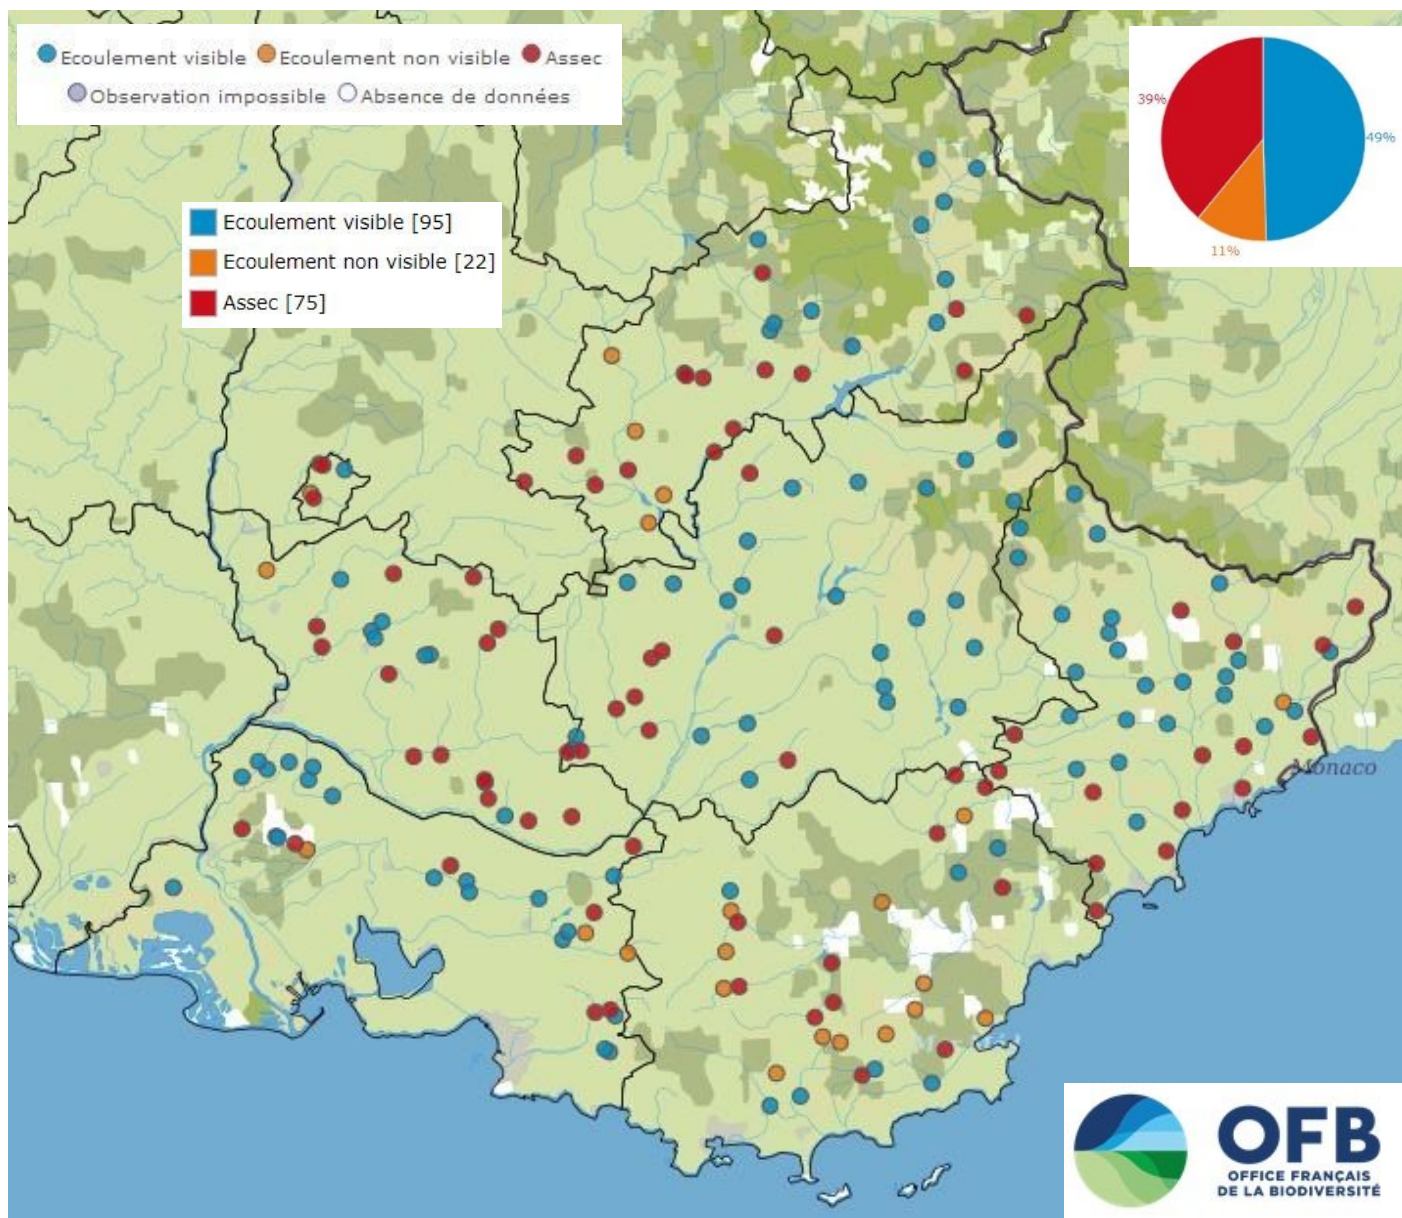 Ecoulement visible Ecoulement non visible Assec
Observation impossible Absence de données
39%
49%
11%
Ecoulement visible [95]
Ecoulement non visible [22]
Assec [75]
Monaco
OFB
OFFICE FRANÇAIS
DE LA BIODIVERSITÉ